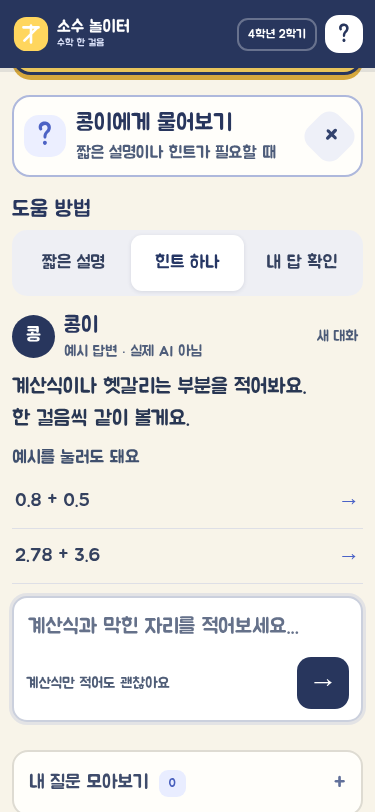 소수 놀이터
수학 한 걸음
4학년 2학기
?
?
콩이에게 물어보기
짧은 설명이나 힌트가 필요할 때
×
도움 방법
짧은 설명
힌트 하나
내 답 확인
콩
콩이
예시 답변 · 실제 AI 아님
새 대화
계산식이나 헷갈리는 부분을 적어봐요.
한 걸음씩 같이 볼게요.
예시를 눌러도 돼요
0.8 + 0.5 →
2.78 + 3.6 →
계산식과 막힌 자리를 적어보세요...
계산식만 적어도 괜찮아요
→
내 질문 모아보기 0 +